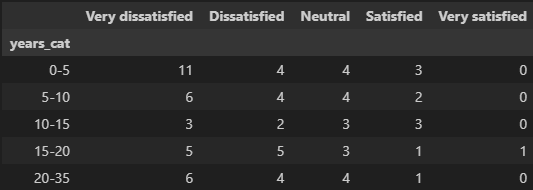 Very dissatisfied Dissatisfied Neutral Satisfied Very satisfied
years_cat
0-5 11 4 4 3 0
5-10 6 4 4 2 0
10-15 3 2 3 3 0
15-20 5 5 3 1 1
20-35 6 4 4 1 0